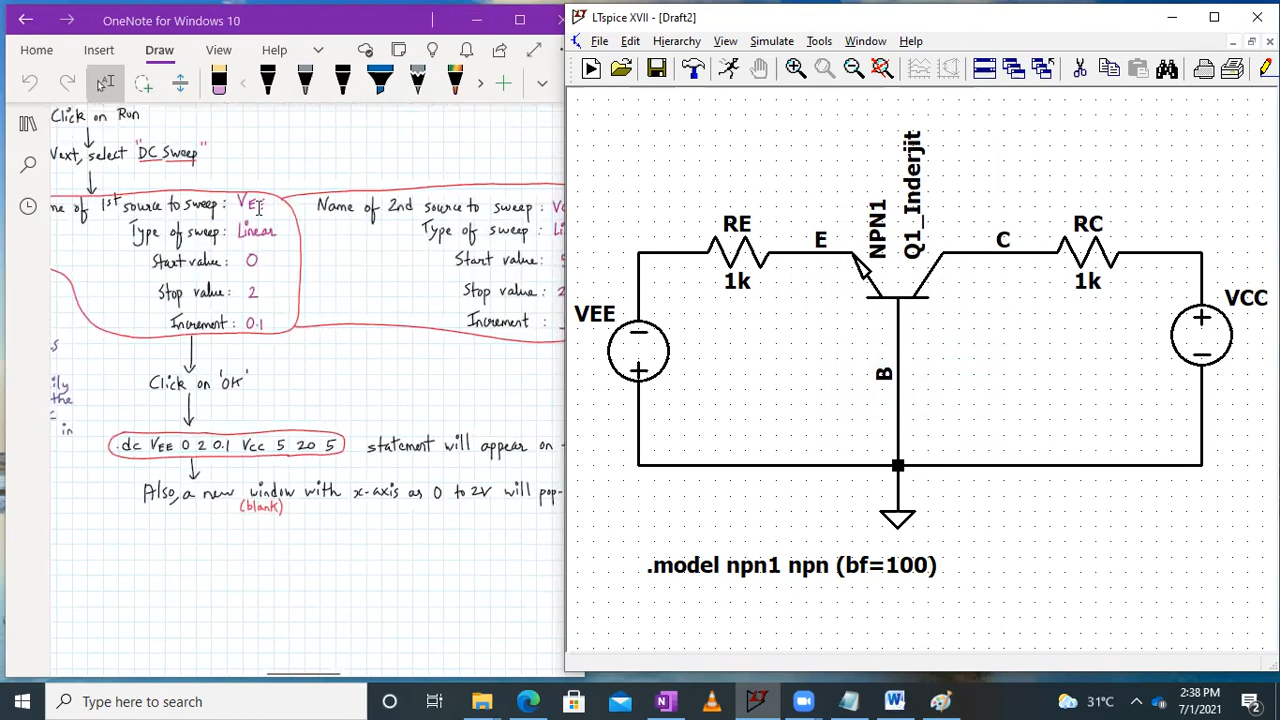 OneNote for Windows 10
Home Insert Draw View Help
Click on Run
Next, select "DC Sweep"
me of 1st source to sweep: VEE
Type of sweep: Linear
Start value: 0
Stop value: 2
Increment: 0.1
Name of 2nd source to sweep:
Type of sweep:
Start value:
Stop value:
Increment :
ily
the
in
Click on 'OK'
.dc VEE 0 2 0.1 Vcc 5 20 5 statement will appear on
Also, a new window with x-axis as 0 to 2V will pop-
(blank)
LTspice XVII - [Draft2]
File Edit Hierarchy View Simulate Tools Window Help
NPN1
Q1_Inderjit
RE
1k
E
C
RC
1k
VEE
VCC
B
.model npn1 npn (bf=100)
Type here to search
31°C
2:38 PM
7/1/2021
2